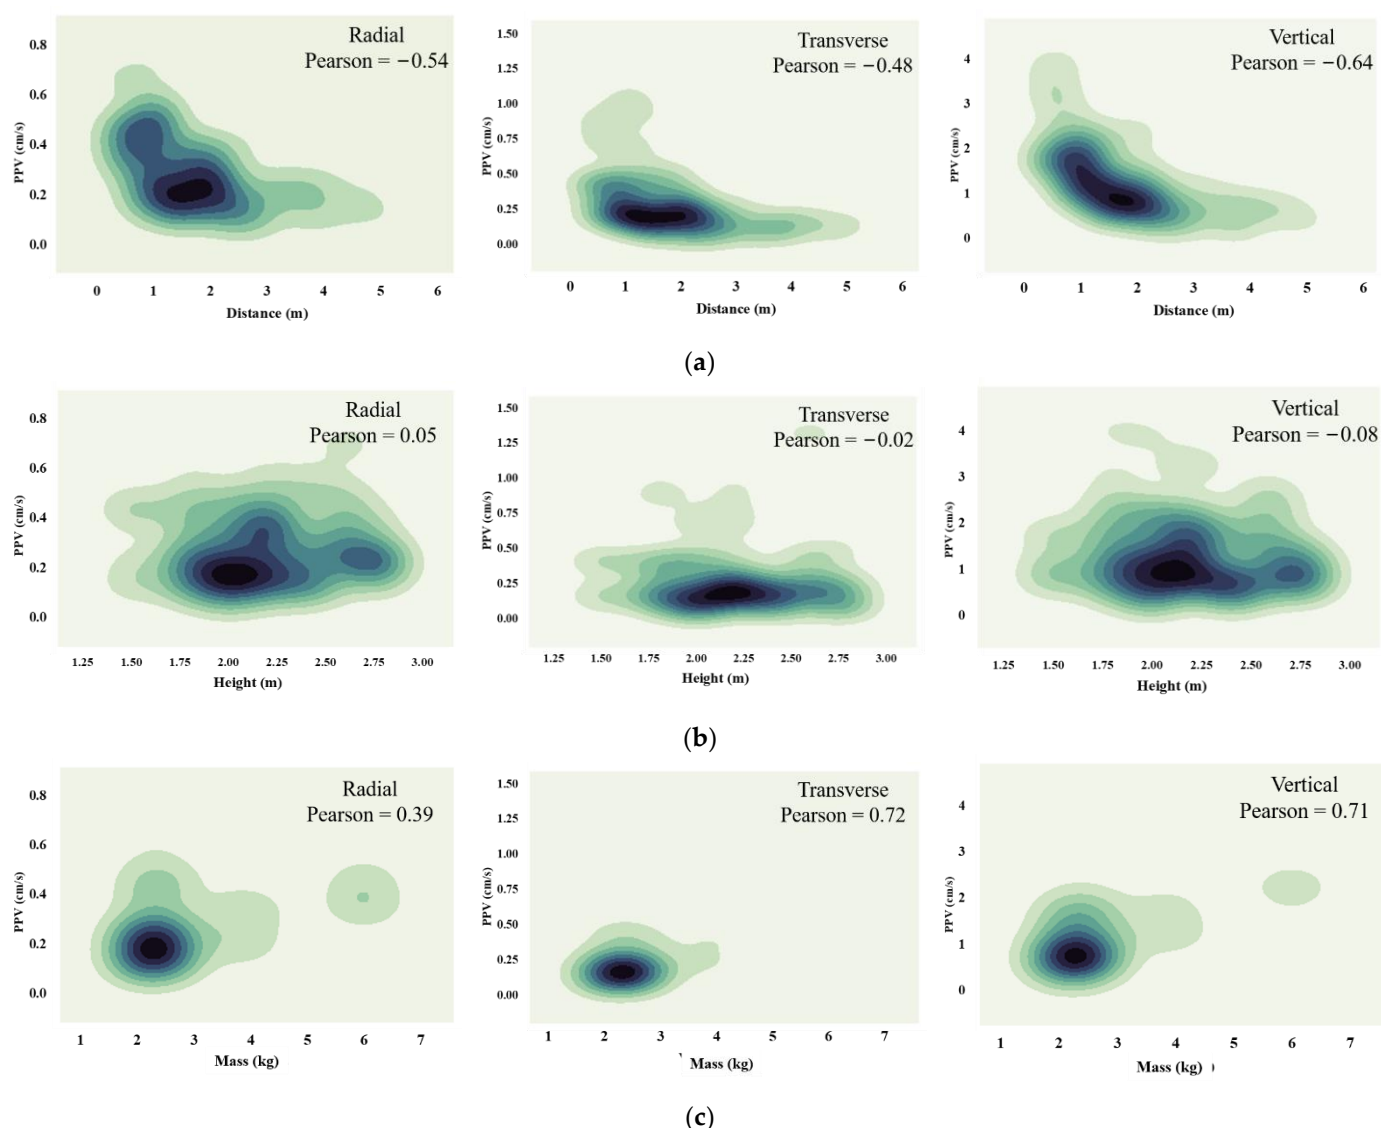 Radial
Pearson = −0.54
PPV (cm/s)
0.8
0.6
0.4
0.2
0.0
0 1 2 3 4 5 6
Distance (m)
Transverse
Pearson = −0.48
PPV (cm/s)
1.50
1.25
1.00
0.75
0.50
0.25
0.00
0 1 2 3 4 5 6
Distance (m)
Vertical
Pearson = −0.64
PPV (cm/s)
4
3
2
1
0
0 1 2 3 4 5 6
Distance (m)
(a)
Radial
Pearson = 0.05
PPV (cm/s)
0.8
0.6
0.4
0.2
0.0
1.25 1.50 1.75 2.00 2.25 2.50 2.75 3.00
Height (m)
Transverse
Pearson = −0.02
PPV (cm/s)
1.50
1.25
1.00
0.75
0.50
0.25
0.00
1.25 1.50 1.75 2.00 2.25 2.50 2.75 3.00
Height (m)
Vertical
Pearson = −0.08
PPV (cm/s)
4
3
2
1
0
1.25 1.50 1.75 2.00 2.25 2.50 2.75 3.00
Height (m)
(b)
Radial
Pearson = 0.39
PPV (cm/s)
0.8
0.6
0.4
0.2
0.0
1 2 3 4 5 6 7
Mass (kg)
Transverse
Pearson = 0.72
PPV (cm/s)
1.50
1.25
1.00
0.75
0.50
0.25
0.00
1 2 3 4 5 6 7
Mass (kg)
Vertical
Pearson = 0.71
PPV (cm/s)
4
3
2
1
0
1 2 3 4 5 6 7
Mass (kg)
(c)